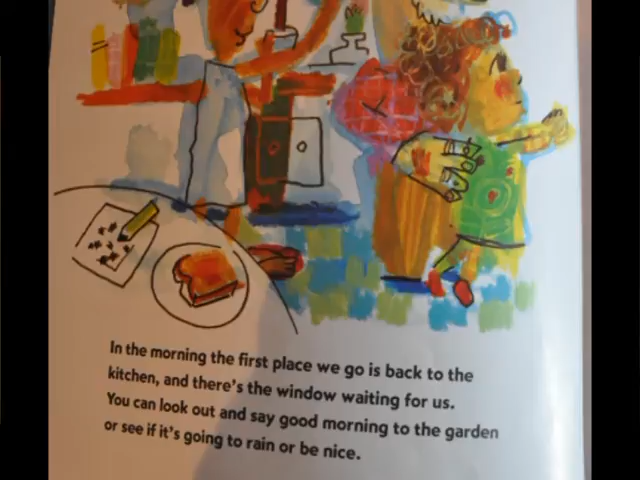 In the morning the first place we go is back to the
kitchen, and there's the window waiting for us.
You can look out and say good morning to the garden
or see if it's going to rain or be nice.